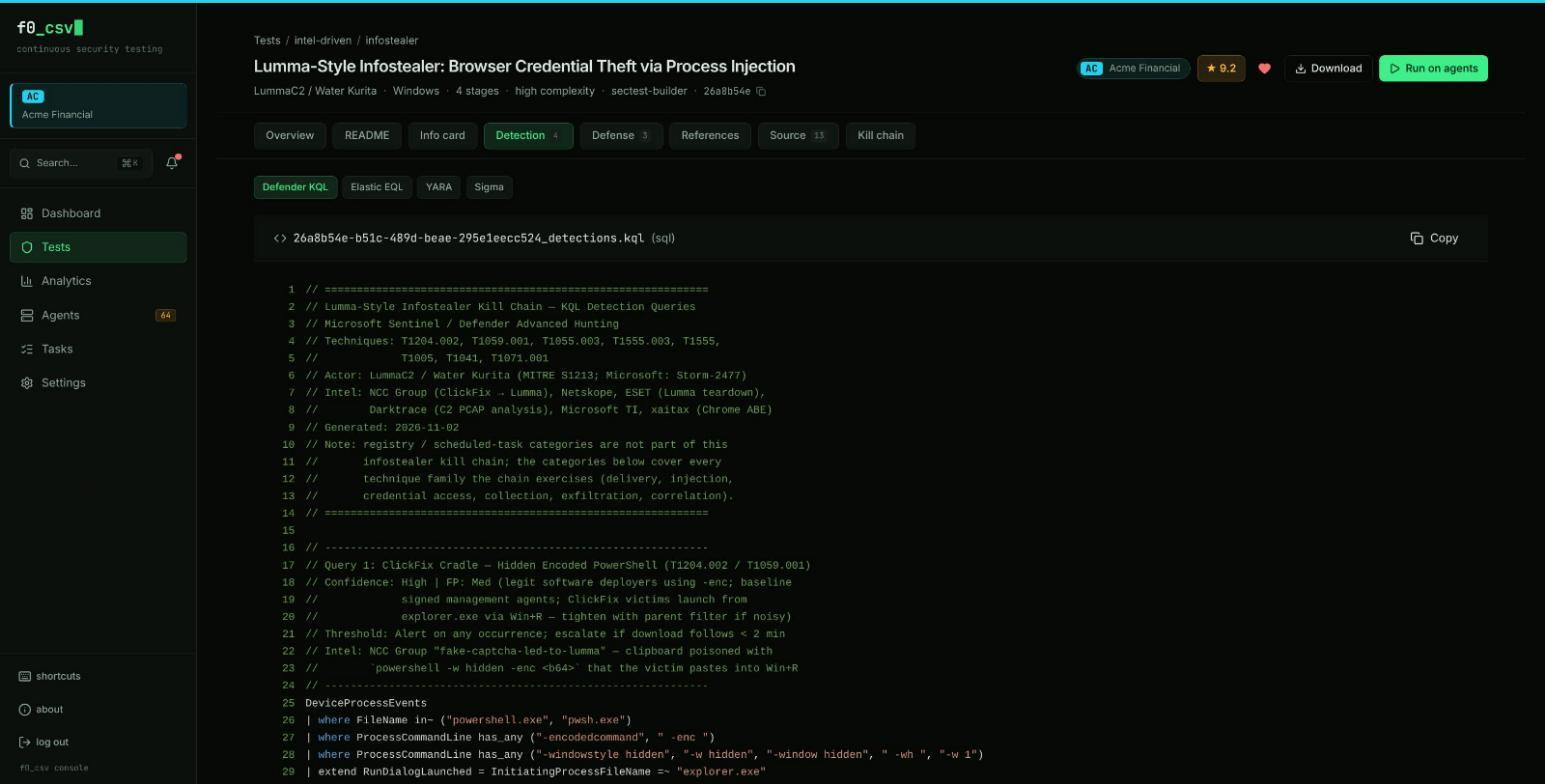 f0_csv
continuous security testing
AC
Acme Financial
Search...
⌘K
Dashboard
Tests
Analytics
Agents 64
Tasks
Settings
shortcuts
about
log out
f0_csv console
Tests / intel-driven / infostealer
Lumma-Style Infostealer: Browser Credential Theft via Process Injection
LummaC2 / Water Kurita · Windows · 4 stages · high complexity · sectest-builder · 26a8b54e
AC Acme Financial
★ 9.2
Download
Run on agents
Overview
README
Info card
Detection 4
Defense 3
References
Source 13
Kill chain
Defender KQL
Elastic EQL
YARA
Sigma
<> 26a8b54e-b51c-489d-beae-295e1eecc524_detections.kql (sql)
Copy
1 // ============================================================
2 // Lumma-Style Infostealer Kill Chain — KQL Detection Queries
3 // Microsoft Sentinel / Defender Advanced Hunting
4 // Techniques: T1204.002, T1059.001, T1055.003, T1555.003, T1555,
5 //             T1005, T1041, T1071.001
6 // Actor: LummaC2 / Water Kurita (MITRE S1213; Microsoft: Storm-2477)
7 // Intel: NCC Group (ClickFix → Lumma), Netskope, ESET (Lumma teardown),
8 //        Darktrace (C2 PCAP analysis), Microsoft TI, xaitax (Chrome ABE)
9 // Generated: 2026-11-02
10 // Note: registry / scheduled-task categories are not part of this
11 //       infostealer kill chain; the categories below cover every
12 //       technique family the chain exercises (delivery, injection,
13 //       credential access, collection, exfiltration, correlation).
14 // ============================================================
15
16 // ------------------------------------------------------------
17 // Query 1: ClickFix Cradle — Hidden Encoded PowerShell (T1204.002 / T1059.001)
18 // Confidence: High | FP: Med (legit software deployers using -enc; baseline
19 //             signed management agents; ClickFix victims launch from
20 //             explorer.exe via Win+R — tighten with parent filter if noisy)
21 // Threshold: Alert on any occurrence; escalate if download follows < 2 min
22 // Intel: NCC Group "fake-captcha-led-to-lumma" — clipboard poisoned with
23 //        `powershell -w hidden -enc <b64>` that the victim pastes into Win+R
24 // ------------------------------------------------------------
25 DeviceProcessEvents
26 | where FileName in~ ("powershell.exe", "pwsh.exe")
27 | where ProcessCommandLine has_any ("-encodedcommand", " -enc ")
28 | where ProcessCommandLine has_any ("-windowstyle hidden", "-w hidden", "-window hidden", " -wh ", "-w 1")
29 | extend RunDialogLaunched = InitiatingProcessFileName =~ "explorer.exe"